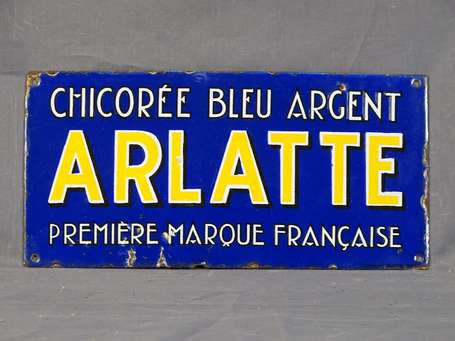 CHICORÉE BLEU ARGENT
ARLATTE
PREMIÈRE MARQUE FRANÇAISE